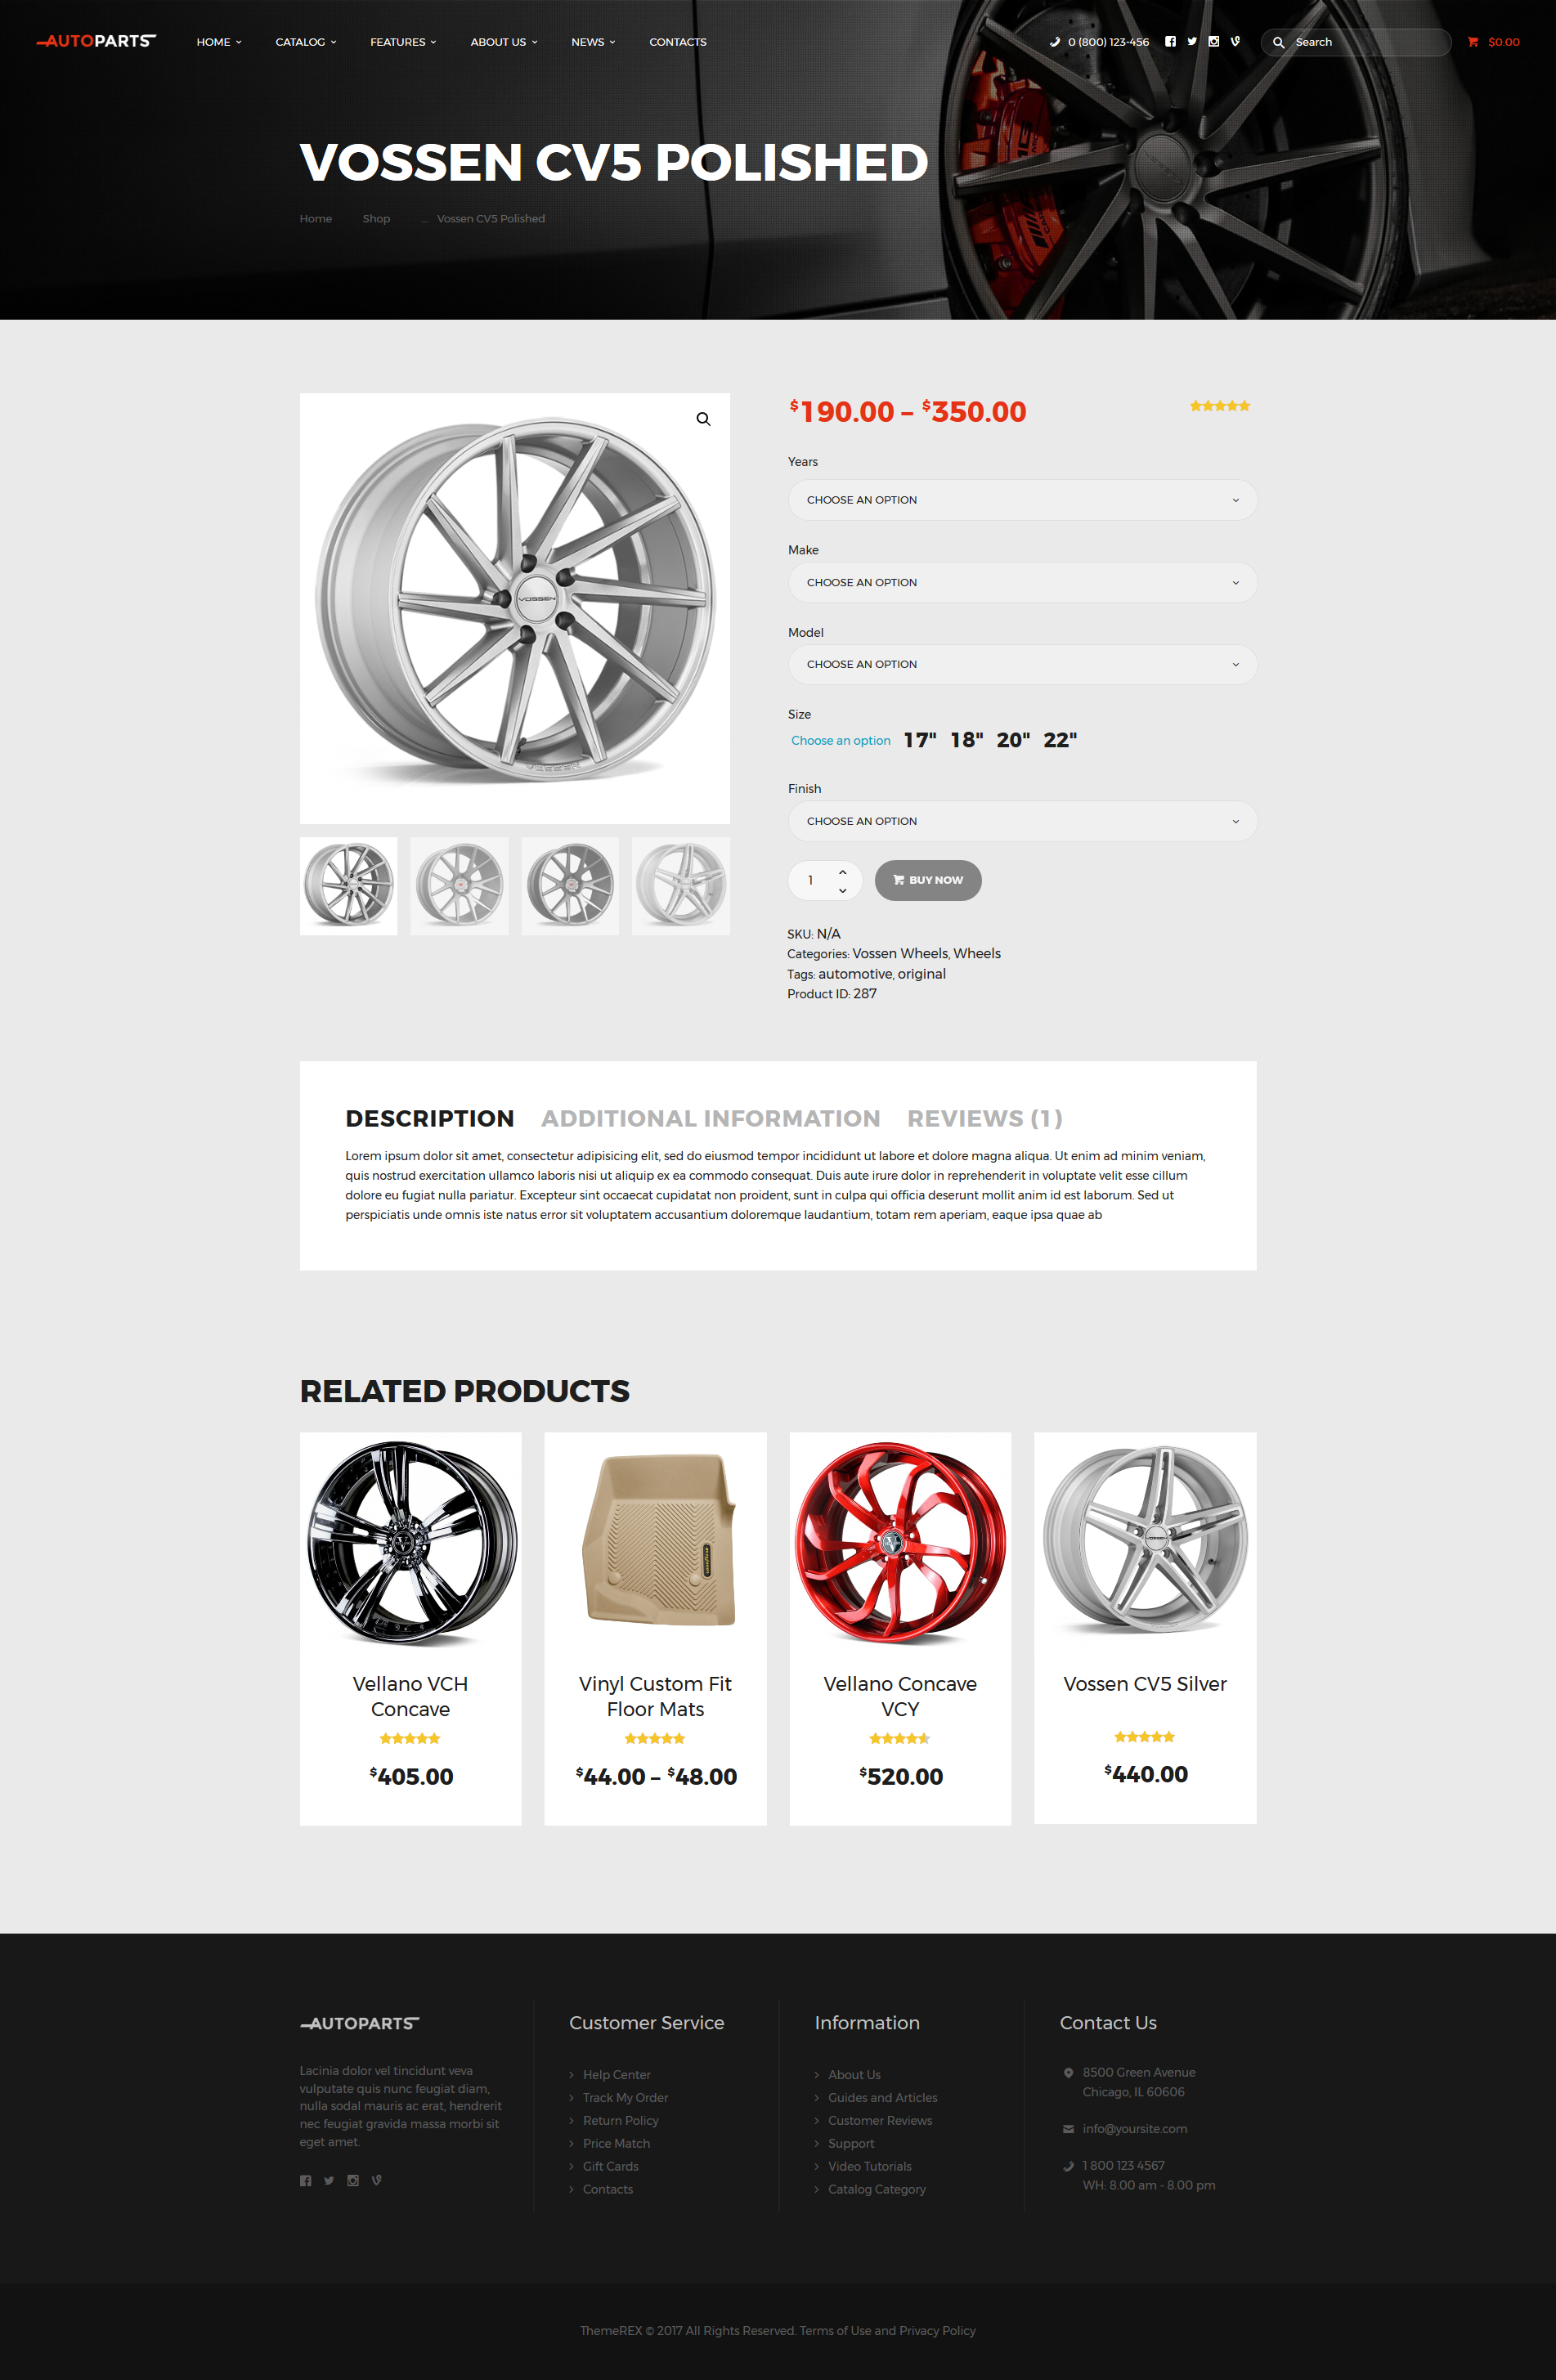 AUTOPARTS HOME CATALOG FEATURES ABOUT US NEWS CONTACTS 0 (800) 123-456 Search $0.00
VOSSEN CV5 POLISHED
Home Shop ... Vossen CV5 Polished
$190.00 – $350.00
Years
CHOOSE AN OPTION
Make
CHOOSE AN OPTION
Model
CHOOSE AN OPTION
Size
Choose an option 17" 18" 20" 22"
Finish
CHOOSE AN OPTION
1 BUY NOW
VOSSEN
VOSSEN
SKU: N/A
Categories: Vossen Wheels, Wheels
Tags: automotive, original
Product ID: 287
DESCRIPTION ADDITIONAL INFORMATION REVIEWS (1)
Lorem ipsum dolor sit amet, consectetur adipisicing elit, sed do eiusmod tempor incididunt ut labore et dolore magna aliqua. Ut enim ad minim veniam,
quis nostrud exercitation ullamco laboris nisi ut aliquip ex ea commodo consequat. Duis aute irure dolor in reprehenderit in voluptate velit esse cillum
dolore eu fugiat nulla pariatur. Excepteur sint occaecat cupidatat non proident, sunt in culpa qui officia deserunt mollit anim id est laborum. Sed ut
perspiciatis unde omnis iste natus error sit voluptatem accusantium doloremque laudantium, totam rem aperiam, eaque ipsa quae ab
RELATED PRODUCTS
Vellano VCH
Concave
$405.00
Vinyl Custom Fit
Floor Mats
$44.00 – $48.00
Vellano Concave
VCY
$520.00
Vossen CV5 Silver
$440.00
AUTOPARTS
Lacinia dolor vel tincidunt veva
vulputate quis nunc feugiat diam,
nulla sodal mauris ac erat, hendrerit
nec feugiat gravida massa morbi sit
eget amet.
Customer Service
Help Center
Track My Order
Return Policy
Price Match
Gift Cards
Contacts
Information
About Us
Guides and Articles
Customer Reviews
Support
Video Tutorials
Catalog Category
Contact Us
8500 Green Avenue
Chicago, IL 60606
info@yoursite.com
1 800 123 4567
WH: 8.00 am - 8.00 pm
ThemeREX © 2017 All Rights Reserved. Terms of Use and Privacy Policy